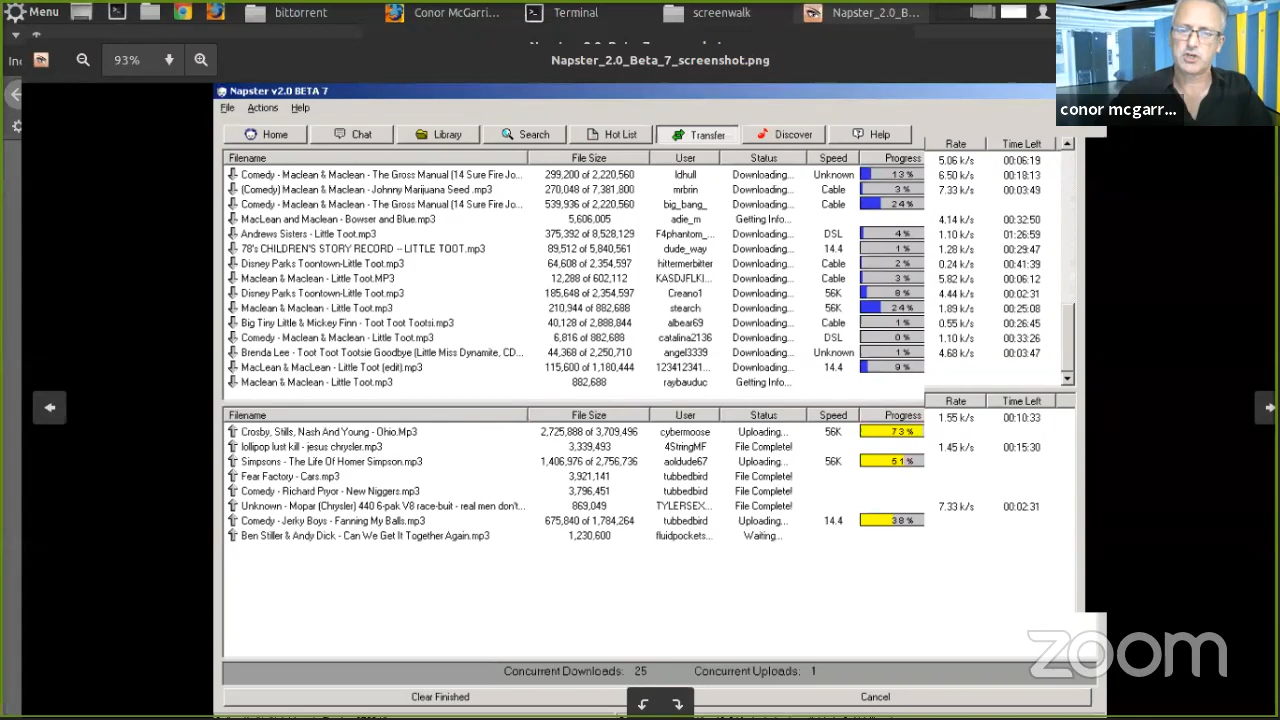 Menu bittorrent Conor McGarri... Terminal screenwalk Napster_2.0_B...
93% Napster_2.0_Beta_7_screenshot.png
conor mcgarr...
Napster v2.0 BETA 7
File Actions Help
Home Chat Library Search Hot List Transfer Discover Help
Rate Time Left
Filename File Size User Status Speed Progress
5.06 k/s 00:06:19
Comedy - Maclean & Maclean - The Gross Manual (14 Sure Fire Jo... 299,200 of 2,220,560 ldhull Downloading... Unknown 13 % 6.50 k/s 00:18:13
(Comedy) Maclean & Maclean - Johnny Marijuana Seed .mp3 270,048 of 7,381,800 mrbrin Downloading... Cable 3 % 7.33 k/s 00:03:49
Comedy - Maclean & Maclean - The Gross Manual (14 Sure Fire Jo... 539,936 of 2,220,560 big_bang_ Downloading... Cable 24 %
MacLean and Maclean - Bowser and Blue.mp3 5,606,005 adie_m Getting Info... 4.14 k/s 00:32:50
Andrews Sisters - Little Toot.mp3 375,392 of 8,528,129 F4phantom_... Downloading... DSL 4 % 1.10 k/s 01:26:59
78's CHILDREN'S STORY RECORD -- LITTLE TOOT.mp3 89,512 of 5,840,561 dude_way Downloading... 14.4 1 % 1.28 k/s 00:29:47
Disney Parks Toontown-Little Toot.mp3 64,608 of 2,354,597 hittermerbitter Downloading... Cable 2 % 0.24 k/s 00:41:39
Maclean & Maclean - Little Toot.MP3 12,288 of 602,112 KASDJFLKI... Downloading... Cable 3 % 5.82 k/s 00:06:12
Disney Parks Toontown-Little Toot.mp3 185,648 of 2,354,597 Creano1 Downloading... 56K 8 % 4.44 k/s 00:02:31
Maclean & Maclean - Little Toot.mp3 210,944 of 882,688 stearch Downloading... 56K 24 % 1.89 k/s 00:25:08
Big Tiny Little & Mickey Finn - Toot Toot Tootsi.mp3 40,128 of 2,888,844 albear69 Downloading... Cable 1 % 0.55 k/s 00:26:45
Comedy - Maclean & Maclean - Little Toot.mp3 6,816 of 882,688 catalina2136 Downloading... DSL 0 % 1.10 k/s 00:33:26
Brenda Lee - Toot Toot Tootsie Goodbye (Little Miss Dynamite, CD... 44,368 of 2,250,710 angel3339 Downloading... Unknown 1 % 4.68 k/s 00:03:47
MacLean & MacLean - Little Toot (edit).mp3 115,600 of 1,180,444 123412341... Downloading... 14.4 9 %
Maclean & Maclean - Little Toot.mp3 882,688 raybauduc Getting Info...
Rate Time Left
Filename File Size User Status Speed Progress
1.55 k/s 00:10:33
Crosby, Stills, Nash And Young - Ohio.Mp3 2,725,888 of 3,709,496 cybermoose Uploading... 56K 73 %
lollipop lust kill - jesus chrysler.mp3 3,339,493 4StringMF File Complete! 1.45 k/s 00:15:30
Simpsons - The Life Of Homer Simpson.mp3 1,406,976 of 2,756,736 aoldude67 Uploading... 56K 51 %
Fear Factory - Cars.mp3 3,921,141 tubbedbird File Complete!
Comedy - Richard Pryor - New Niggers.mp3 3,796,451 tubbedbird File Complete!
Unknown - Mopar (Chrysler) 440 6-pak V8 race-buit - real men don't... 869,049 TYLERSEX... File Complete! 7.33 k/s 00:02:31
Comedy - Jerky Boys - Fanning My Balls.mp3 675,840 of 1,784,264 tubbedbird Uploading... 14.4 38 %
Ben Stiller & Andy Dick - Can We Get It Together Again.mp3 1,230,600 fluidpockets... Waiting...
zoom
Concurrent Downloads: 25 Concurrent Uploads: 1
Clear Finished Cancel